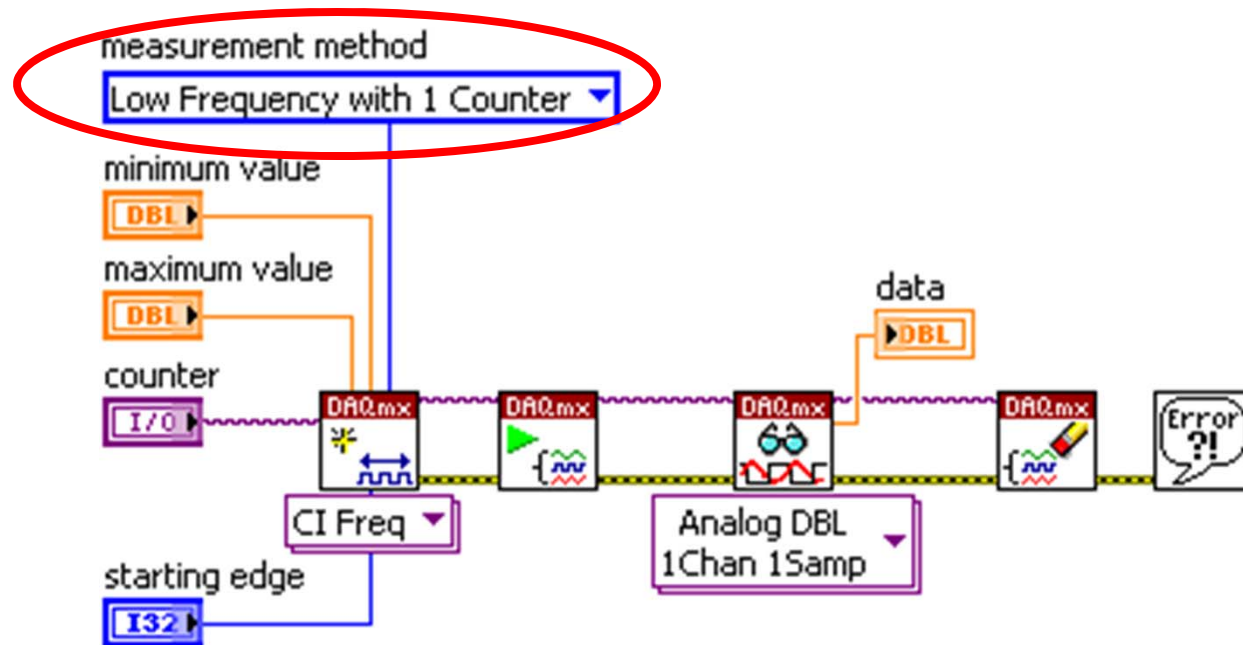 measurement method
Low Frequency with 1 Counter
minimum value
DBL
maximum value
DBL
data
DBL
counter
I/O
DAQmx
DAQmx
DAQmx
DAQmx
Error
?!
CI Freq
Analog DBL
1Chan 1Samp
starting edge
I32